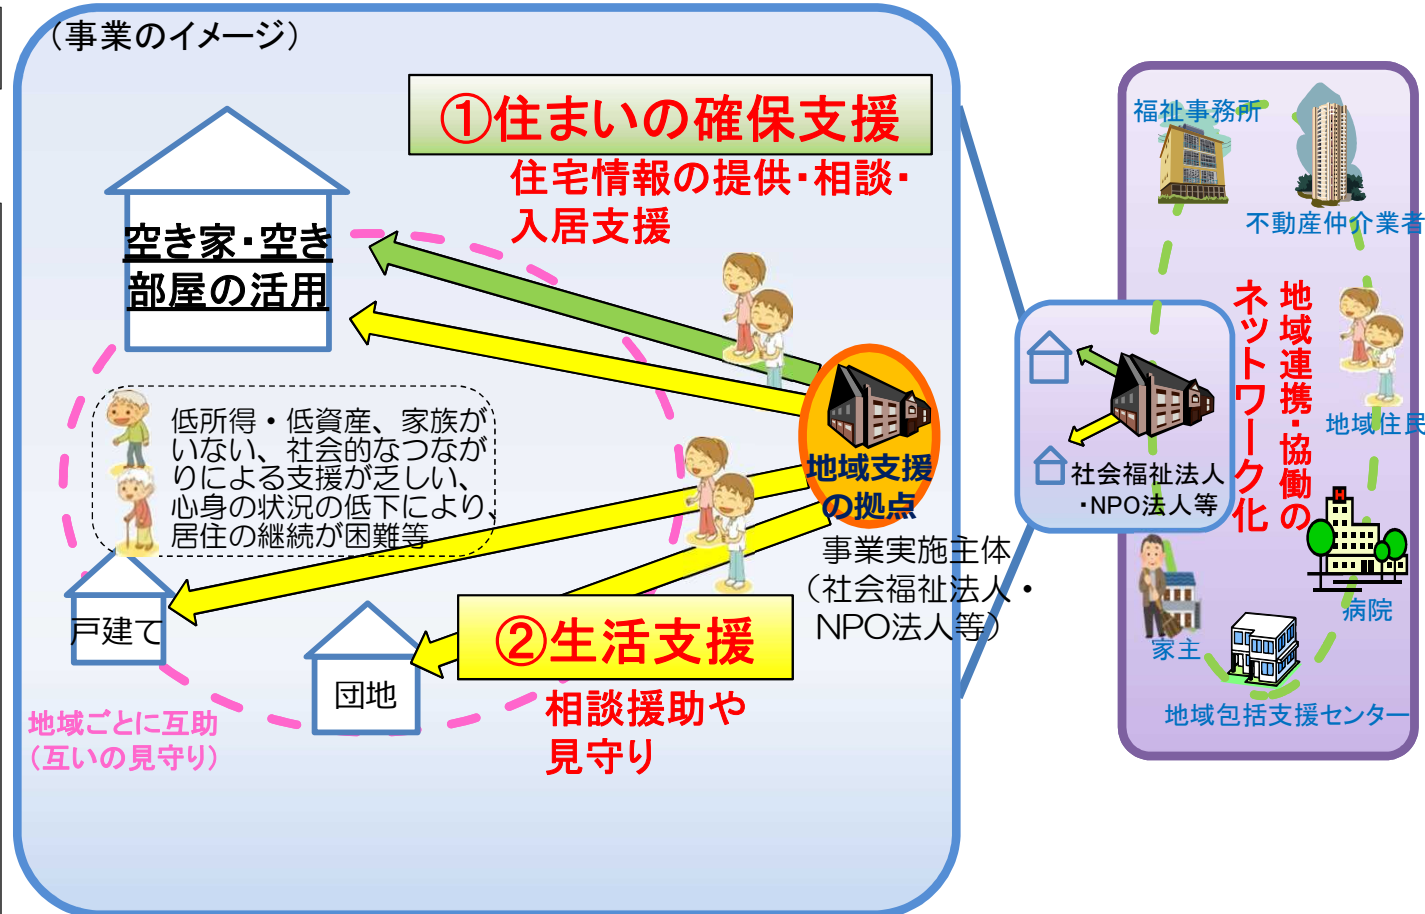 （事業のイメージ）
①住まいの確保支援
住宅情報の提供・相談・
入居支援
空き家・空き
部屋の活用
低所得・低資産、家族が
いない、社会的なつなが
りによる支援が乏しい、
心身の状況の低下により、
居住の継続が困難等
戸建て
団地
地域ごとに互助
（互いの見守り）
②生活支援
相談援助や
見守り
地域支援
の拠点
事業実施主体
（社会福祉法人・
NPO法人等）
社会福祉法人
・NPO法人等
地域連携・協働の
ネットワーク化
福祉事務所
不動産仲介業者
地域住民
H
病院
家主
地域包括支援センター